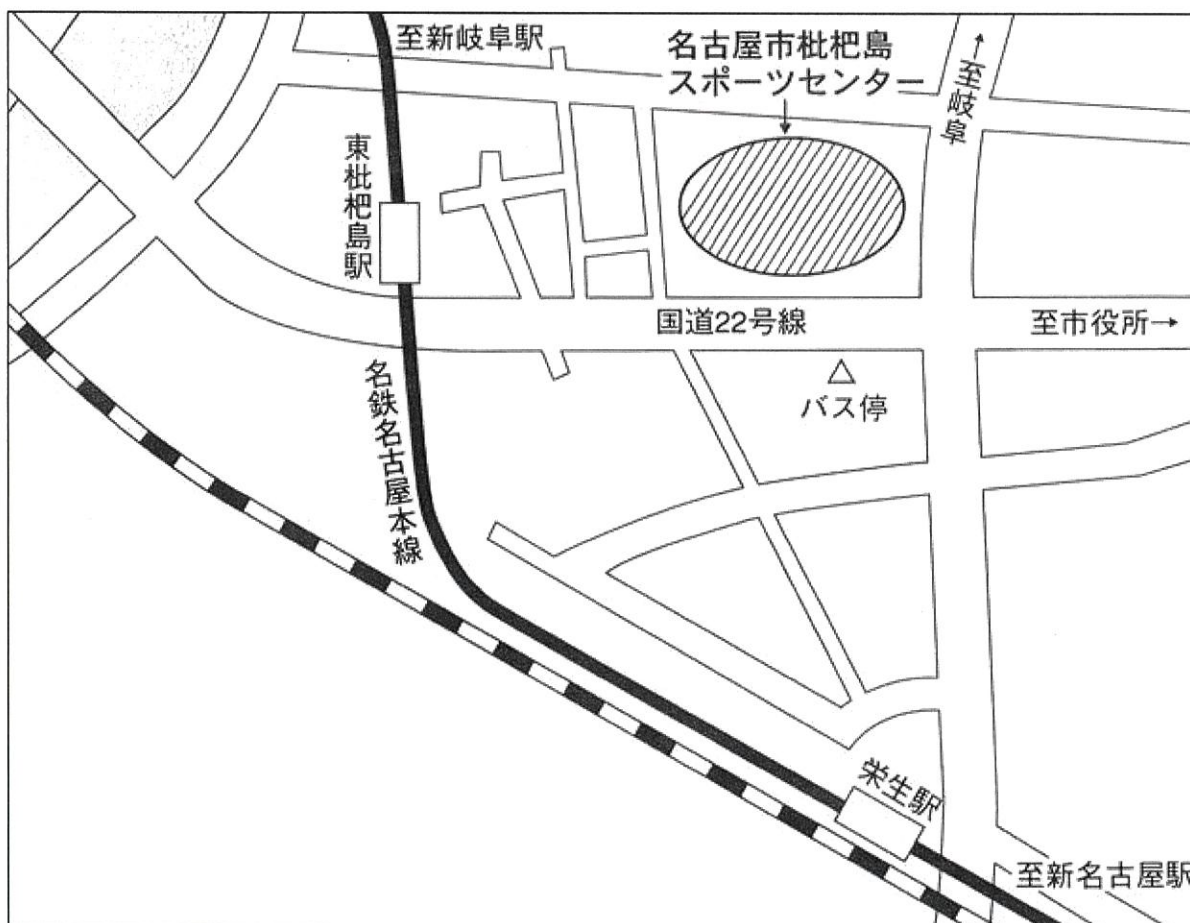 至新岐阜駅
名古屋市枇杷島
スポーツセンター
↑至岐阜
東枇杷島駅
国道22号線
至市役所→
バス停
名鉄名古屋本線
栄生駅
至新名古屋駅